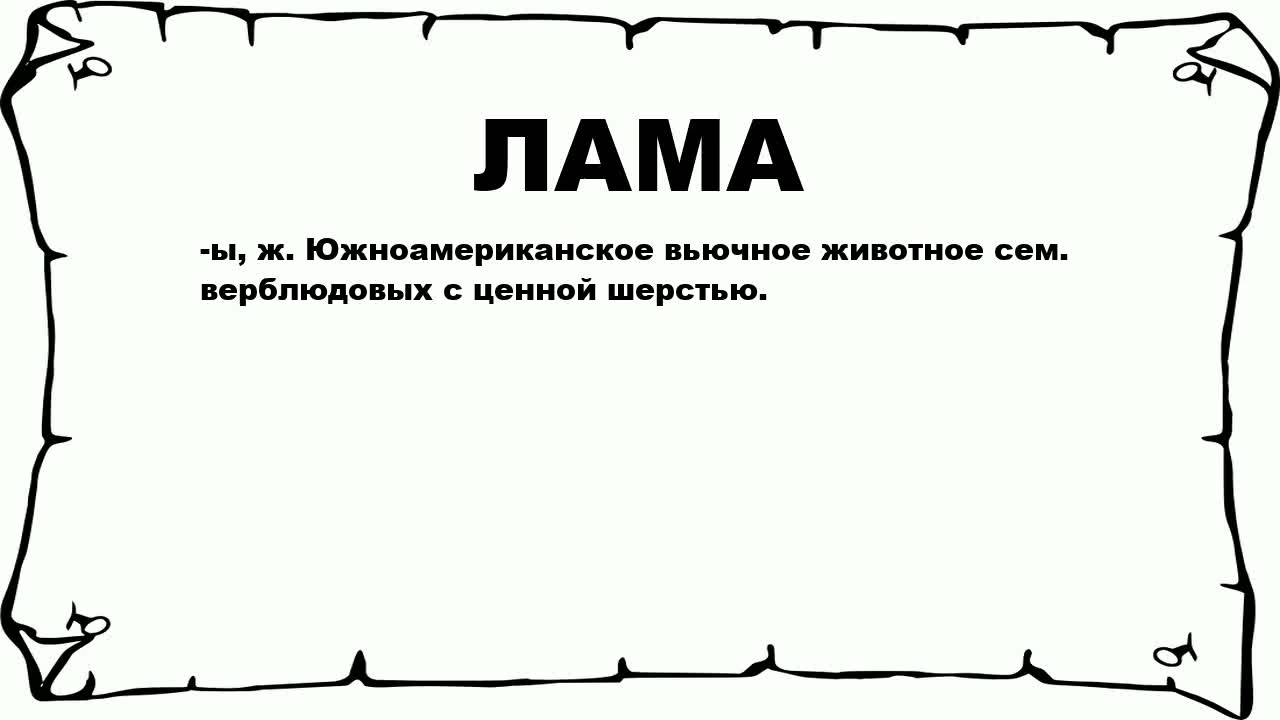 ЛАМА
-ы, ж. Южноамериканское вьючное животное сем.
верблюдовых с ценной шерстью.